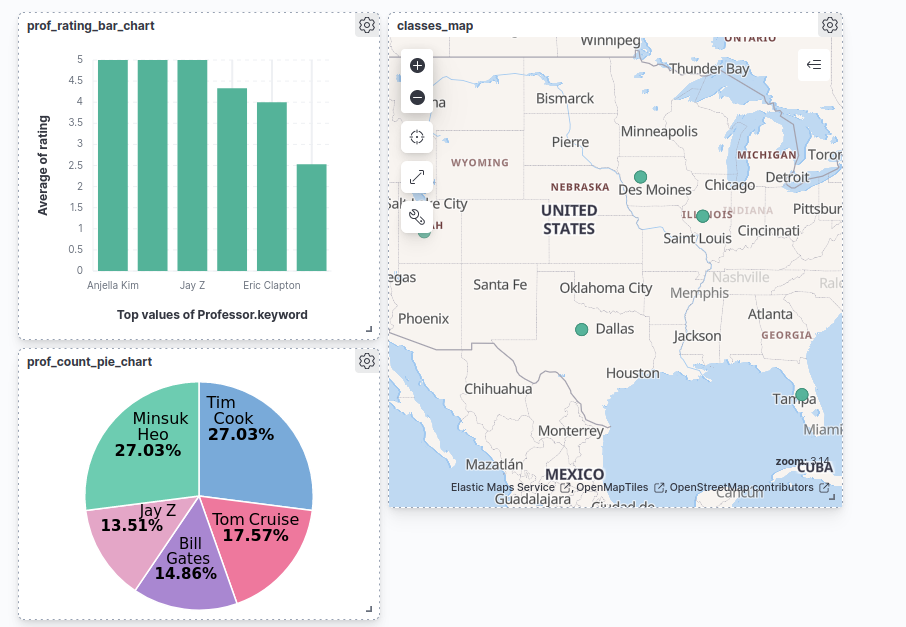 prof_rating_bar_chart
Average of rating
5
4.5
4
3.5
3
2.5
2
1.5
1
0.5
0
Anjella Kim
Jay Z
Eric Clapton
Top values of Professor.keyword
prof_count_pie_chart
Minsuk
Heo
27.03%
Tim
Cook
27.03%
Jay Z
13.51%
Tom Cruise
17.57%
Bill
Gates
14.86%
classes_map
Winnipeg
ONTARIO
Thunder Bay
Bismarck
Minneapolis
Pierre
WYOMING
MICHIGAN
Detroit
NEBRASKA
Des Moines
Chicago
UNITED
STATES
ILLINOIS
INDIANA
Saint Louis
Cincinnati
Santa Fe
Oklahoma City
Nashville
Memphis
Phoenix
Dallas
Jackson
Atlanta
GEORGIA
Houston
Chihuahua
Tampa
Monterrey
Miami
zoom: 3.14
Mazatlán
MEXICO
CUBA
Elastic Maps Service , OpenMapTiles , OpenStreetMap contributors
Guadalajara
Cancún
Ciudad de